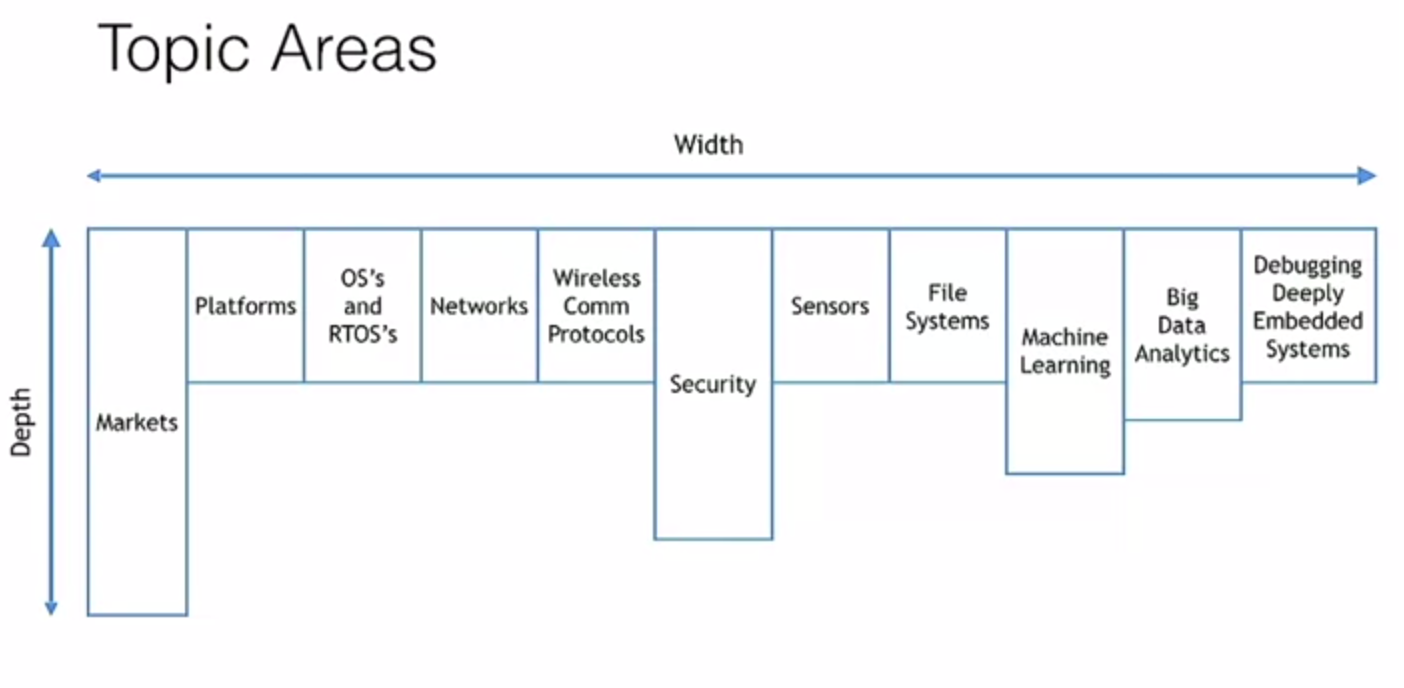 Topic Areas
Width
Depth
Markets
Platforms
OS's
and
RTOS's
Networks
Wireless
Comm
Protocols
Security
Sensors
File
Systems
Machine
Learning
Big
Data
Analytics
Debugging
Deeply
Embedded
Systems